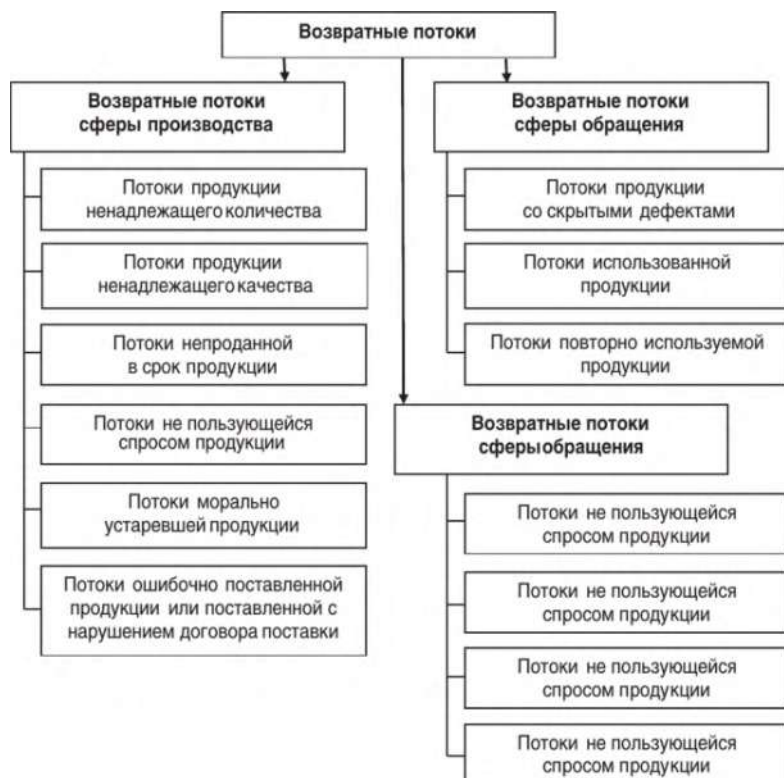 Возвратные потоки
Возвратные потоки
сферы производства
Потоки продукции
ненадлежащего количества
Потоки продукции
ненадлежащего качества
Потоки непроданной
в срок продукции
Потоки не пользующейся
спросом продукции
Потоки морально
устаревшей продукции
Потоки ошибочно поставленной
продукции или поставленной с
нарушением договора поставки
Возвратные потоки
сферы обращения
Потоки продукции
со скрытыми дефектами
Потоки использованной
продукции
Потоки повторно используемой
продукции
Возвратные потоки
сферы обращения
Потоки не пользующейся
спросом продукции
Потоки не пользующейся
спросом продукции
Потоки не пользующейся
спросом продукции
Потоки не пользующейся
спросом продукции